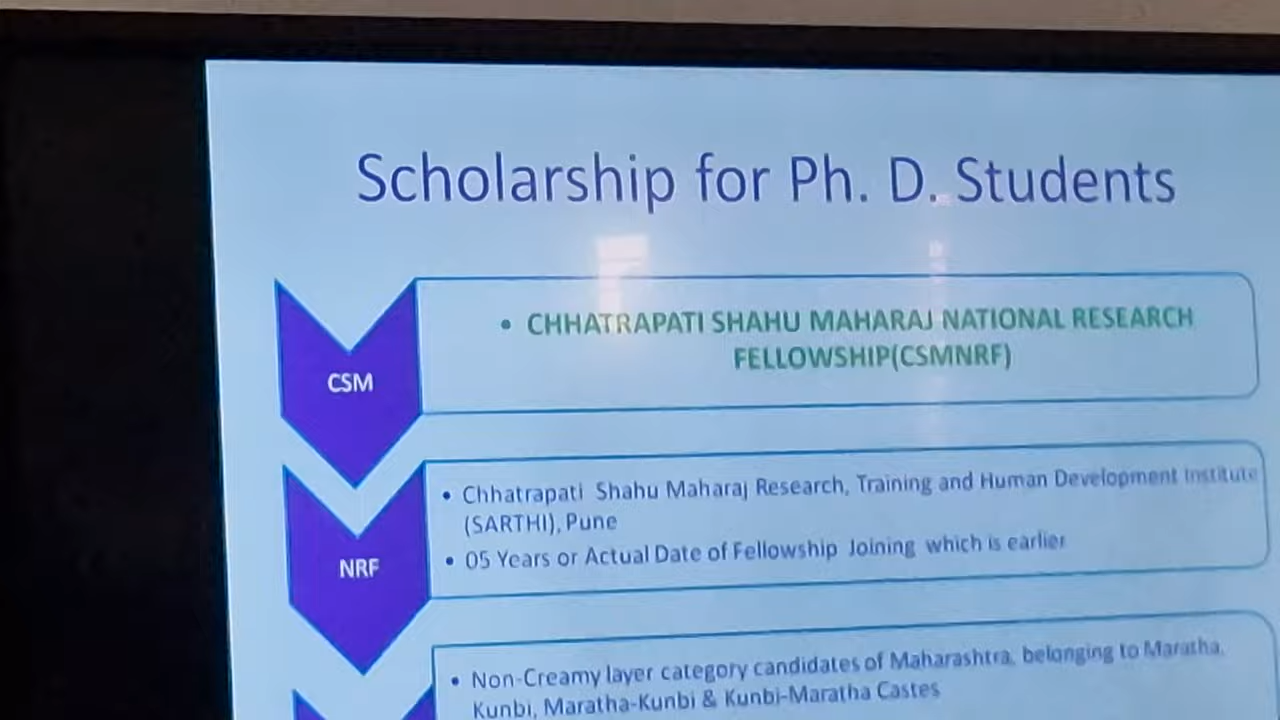 Scholarship for Ph. D. Students
CSM
• CHHATRAPATI SHAHU MAHARAJ NATIONAL RESEARCH
FELLOWSHIP(CSMNRF)
NRF
• Chhatrapati Shahu Maharaj Research, Training and Human Development Institute
(SARTHI), Pune
• 05 Years or Actual Date of Fellowship Joining which is earlier
• Non-Creamy layer category candidates of Maharashtra, belonging to Maratha,
Kunbi, Maratha-Kunbi & Kunbi-Maratha Castes